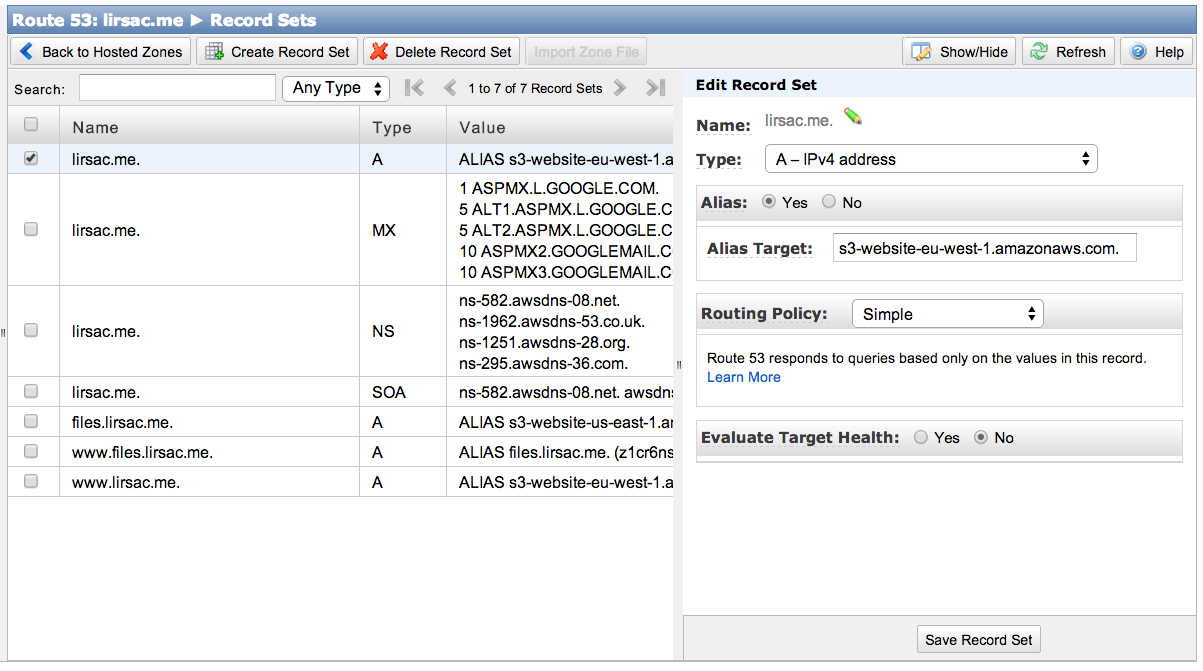 Route 53: lirsac.me ▶ Record Sets
Back to Hosted Zones Create Record Set Delete Record Set Import Zone File Show/Hide Refresh Help
Search: Any Type 1 to 7 of 7 Record Sets
Name Type Value
lirsac.me. A ALIAS s3-website-eu-west-1.a
lirsac.me. MX 1 ASPMX.L.GOOGLE.COM.
5 ALT1.ASPMX.L.GOOGLE.C
5 ALT2.ASPMX.L.GOOGLE.C
10 ASPMX2.GOOGLEMAIL.C
10 ASPMX3.GOOGLEMAIL.C
lirsac.me. NS ns-582.awsdns-08.net.
ns-1962.awsdns-53.co.uk.
ns-1251.awsdns-28.org.
ns-295.awsdns-36.com.
lirsac.me. SOA ns-582.awsdns-08.net. awsdns
files.lirsac.me. A ALIAS s3-website-us-east-1.a
www.files.lirsac.me. A ALIAS files.lirsac.me. (z1cr6ns
www.lirsac.me. A ALIAS s3-website-eu-west-1.a
Edit Record Set
Name: lirsac.me.
Type: A – IPv4 address
Alias: Yes No
Alias Target: s3-website-eu-west-1.amazonaws.com.
Routing Policy: Simple
Route 53 responds to queries based only on the values in this record.
Learn More
Evaluate Target Health: Yes No
Save Record Set